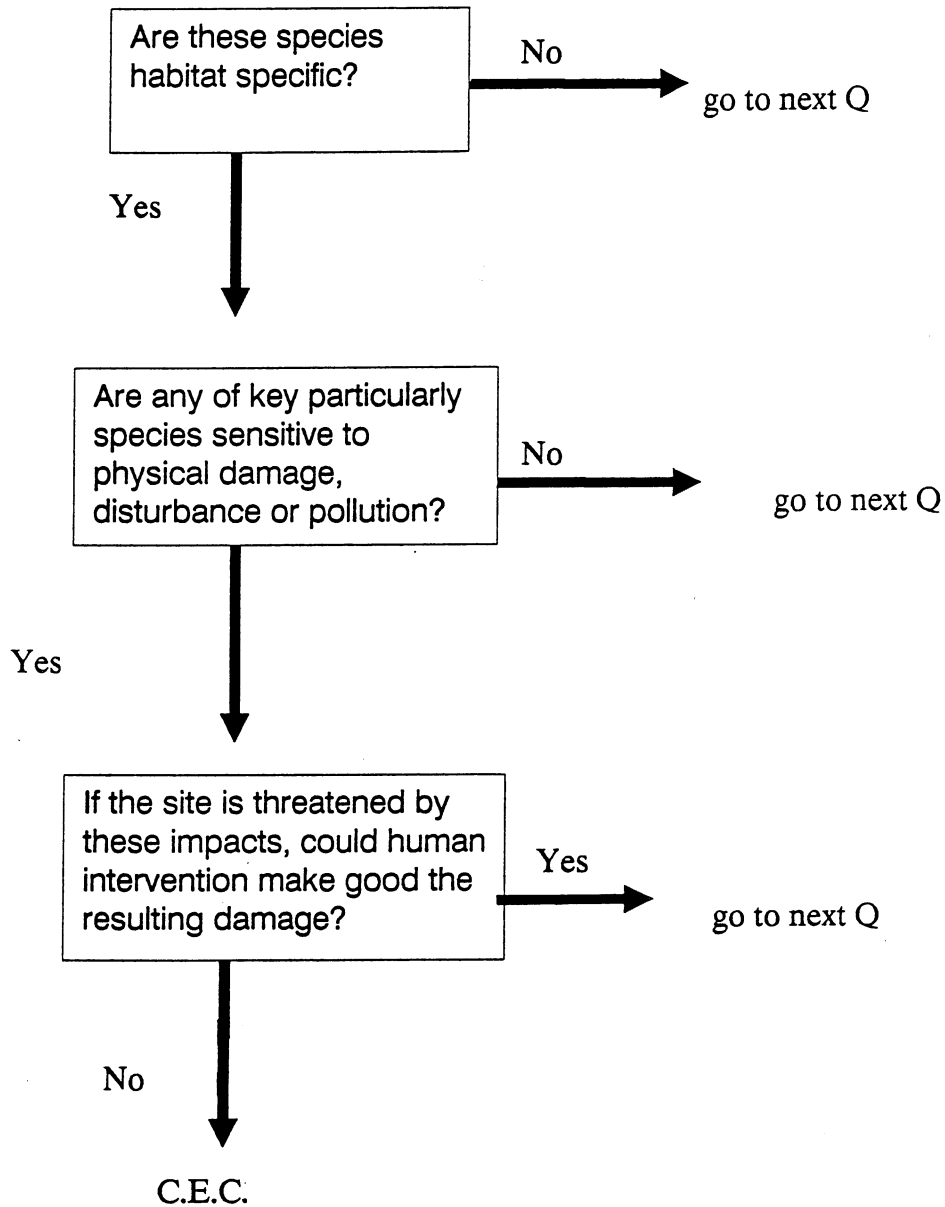 Are these species
habitat specific?
No
go to next Q
Yes
Are any of key particularly
species sensitive to
physical damage,
disturbance or pollution?
No
go to next Q
Yes
If the site is threatened by
these impacts, could human
intervention make good the
resulting damage?
Yes
go to next Q
No
C.E.C.